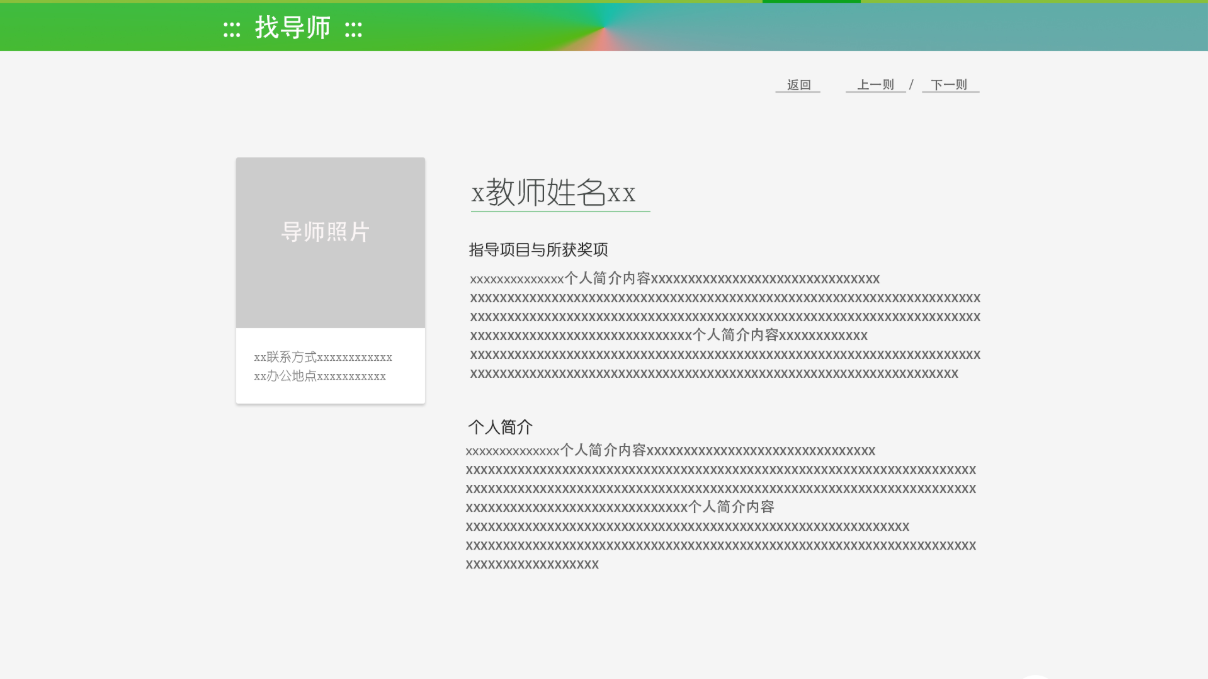 ::: 找导师 :::
返回 上一则 / 下一则
导师照片
xx联系方式xxxxxxxxxxxx
xx办公地点xxxxxxxxxxx
x教师姓名xx
指导项目与所获奖项
xxxxxxxxxxxxxx个人简介内容xxxxxxxxxxxxxxxxxxxxxxxxxxxxxxx
xxxxxxxxxxxxxxxxxxxxxxxxxxxxxxxxxxxxxxxxxxxxxxxxxxxxxxxxxxxxxxxxxxxxx
xxxxxxxxxxxxxxxxxxxxxxxxxxxxxxxxxxxxxxxxxxxxxxxxxxxxxxxxxxxxxxxxxxxxx
xxxxxxxxxxxxxxxxxxxxxxxxxxxxxx个人简介内容xxxxxxxxxxxx
xxxxxxxxxxxxxxxxxxxxxxxxxxxxxxxxxxxxxxxxxxxxxxxxxxxxxxxxxxxxxxxxxxxxx
xxxxxxxxxxxxxxxxxxxxxxxxxxxxxxxxxxxxxxxxxxxxxxxxxxxxxxxxxxxxxxxxxx
个人简介
xxxxxxxxxxxxxx个人简介内容xxxxxxxxxxxxxxxxxxxxxxxxxxxxxxx
xxxxxxxxxxxxxxxxxxxxxxxxxxxxxxxxxxxxxxxxxxxxxxxxxxxxxxxxxxxxxxxxxxxxx
xxxxxxxxxxxxxxxxxxxxxxxxxxxxxxxxxxxxxxxxxxxxxxxxxxxxxxxxxxxxxxxxxxxxx
xxxxxxxxxxxxxxxxxxxxxxxxxxxxxx个人简介内容
xxxxxxxxxxxxxxxxxxxxxxxxxxxxxxxxxxxxxxxxxxxxxxxxxxxxxxxxxxxx
xxxxxxxxxxxxxxxxxxxxxxxxxxxxxxxxxxxxxxxxxxxxxxxxxxxxxxxxxxxxxxxxxxxxx
xxxxxxxxxxxxxxxxxx